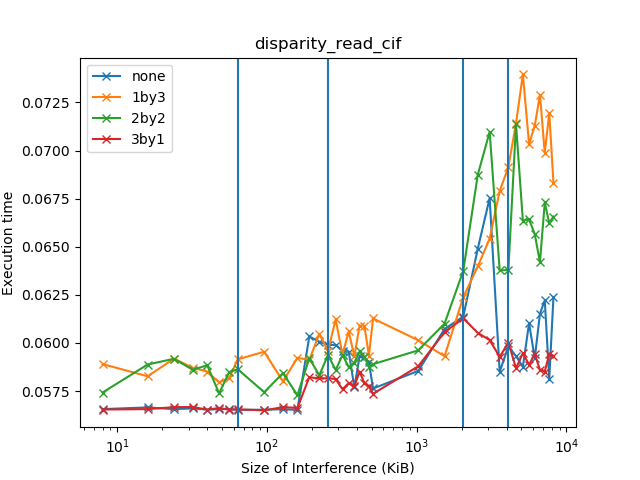 disparity_read_cif
none
1by3
2by2
3by1
Execution time
0.0725
0.0700
0.0675
0.0650
0.0625
0.0600
0.0575
10¹ 10² 10³ 10⁴
Size of Interference (KiB)